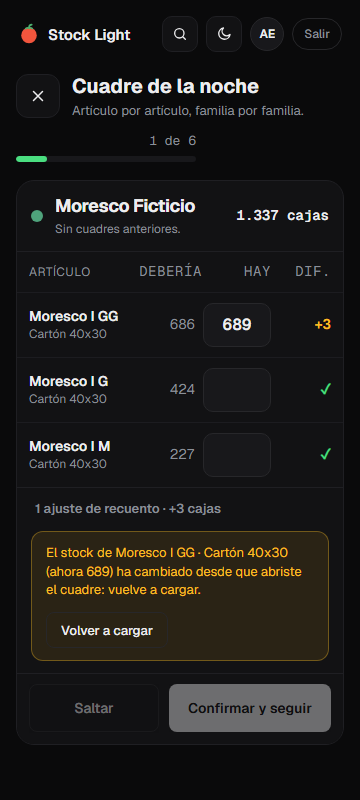 Stock Light
AE
Salir
Cuadre de la noche
Artículo por artículo, familia por familia.
1 de 6
Moresco Ficticio
1.337 cajas
Sin cuadres anteriores.
ARTÍCULO DEBERÍA HAY DIF.
Moresco I GG
Cartón 40x30
686 689 +3
Moresco I G
Cartón 40x30
424 ✓
Moresco I M
Cartón 40x30
227 ✓
1 ajuste de recuento · +3 cajas
El stock de Moresco I GG · Cartón 40x30
(ahora 689) ha cambiado desde que abriste
el cuadre: vuelve a cargar.
Volver a cargar
Saltar
Confirmar y seguir